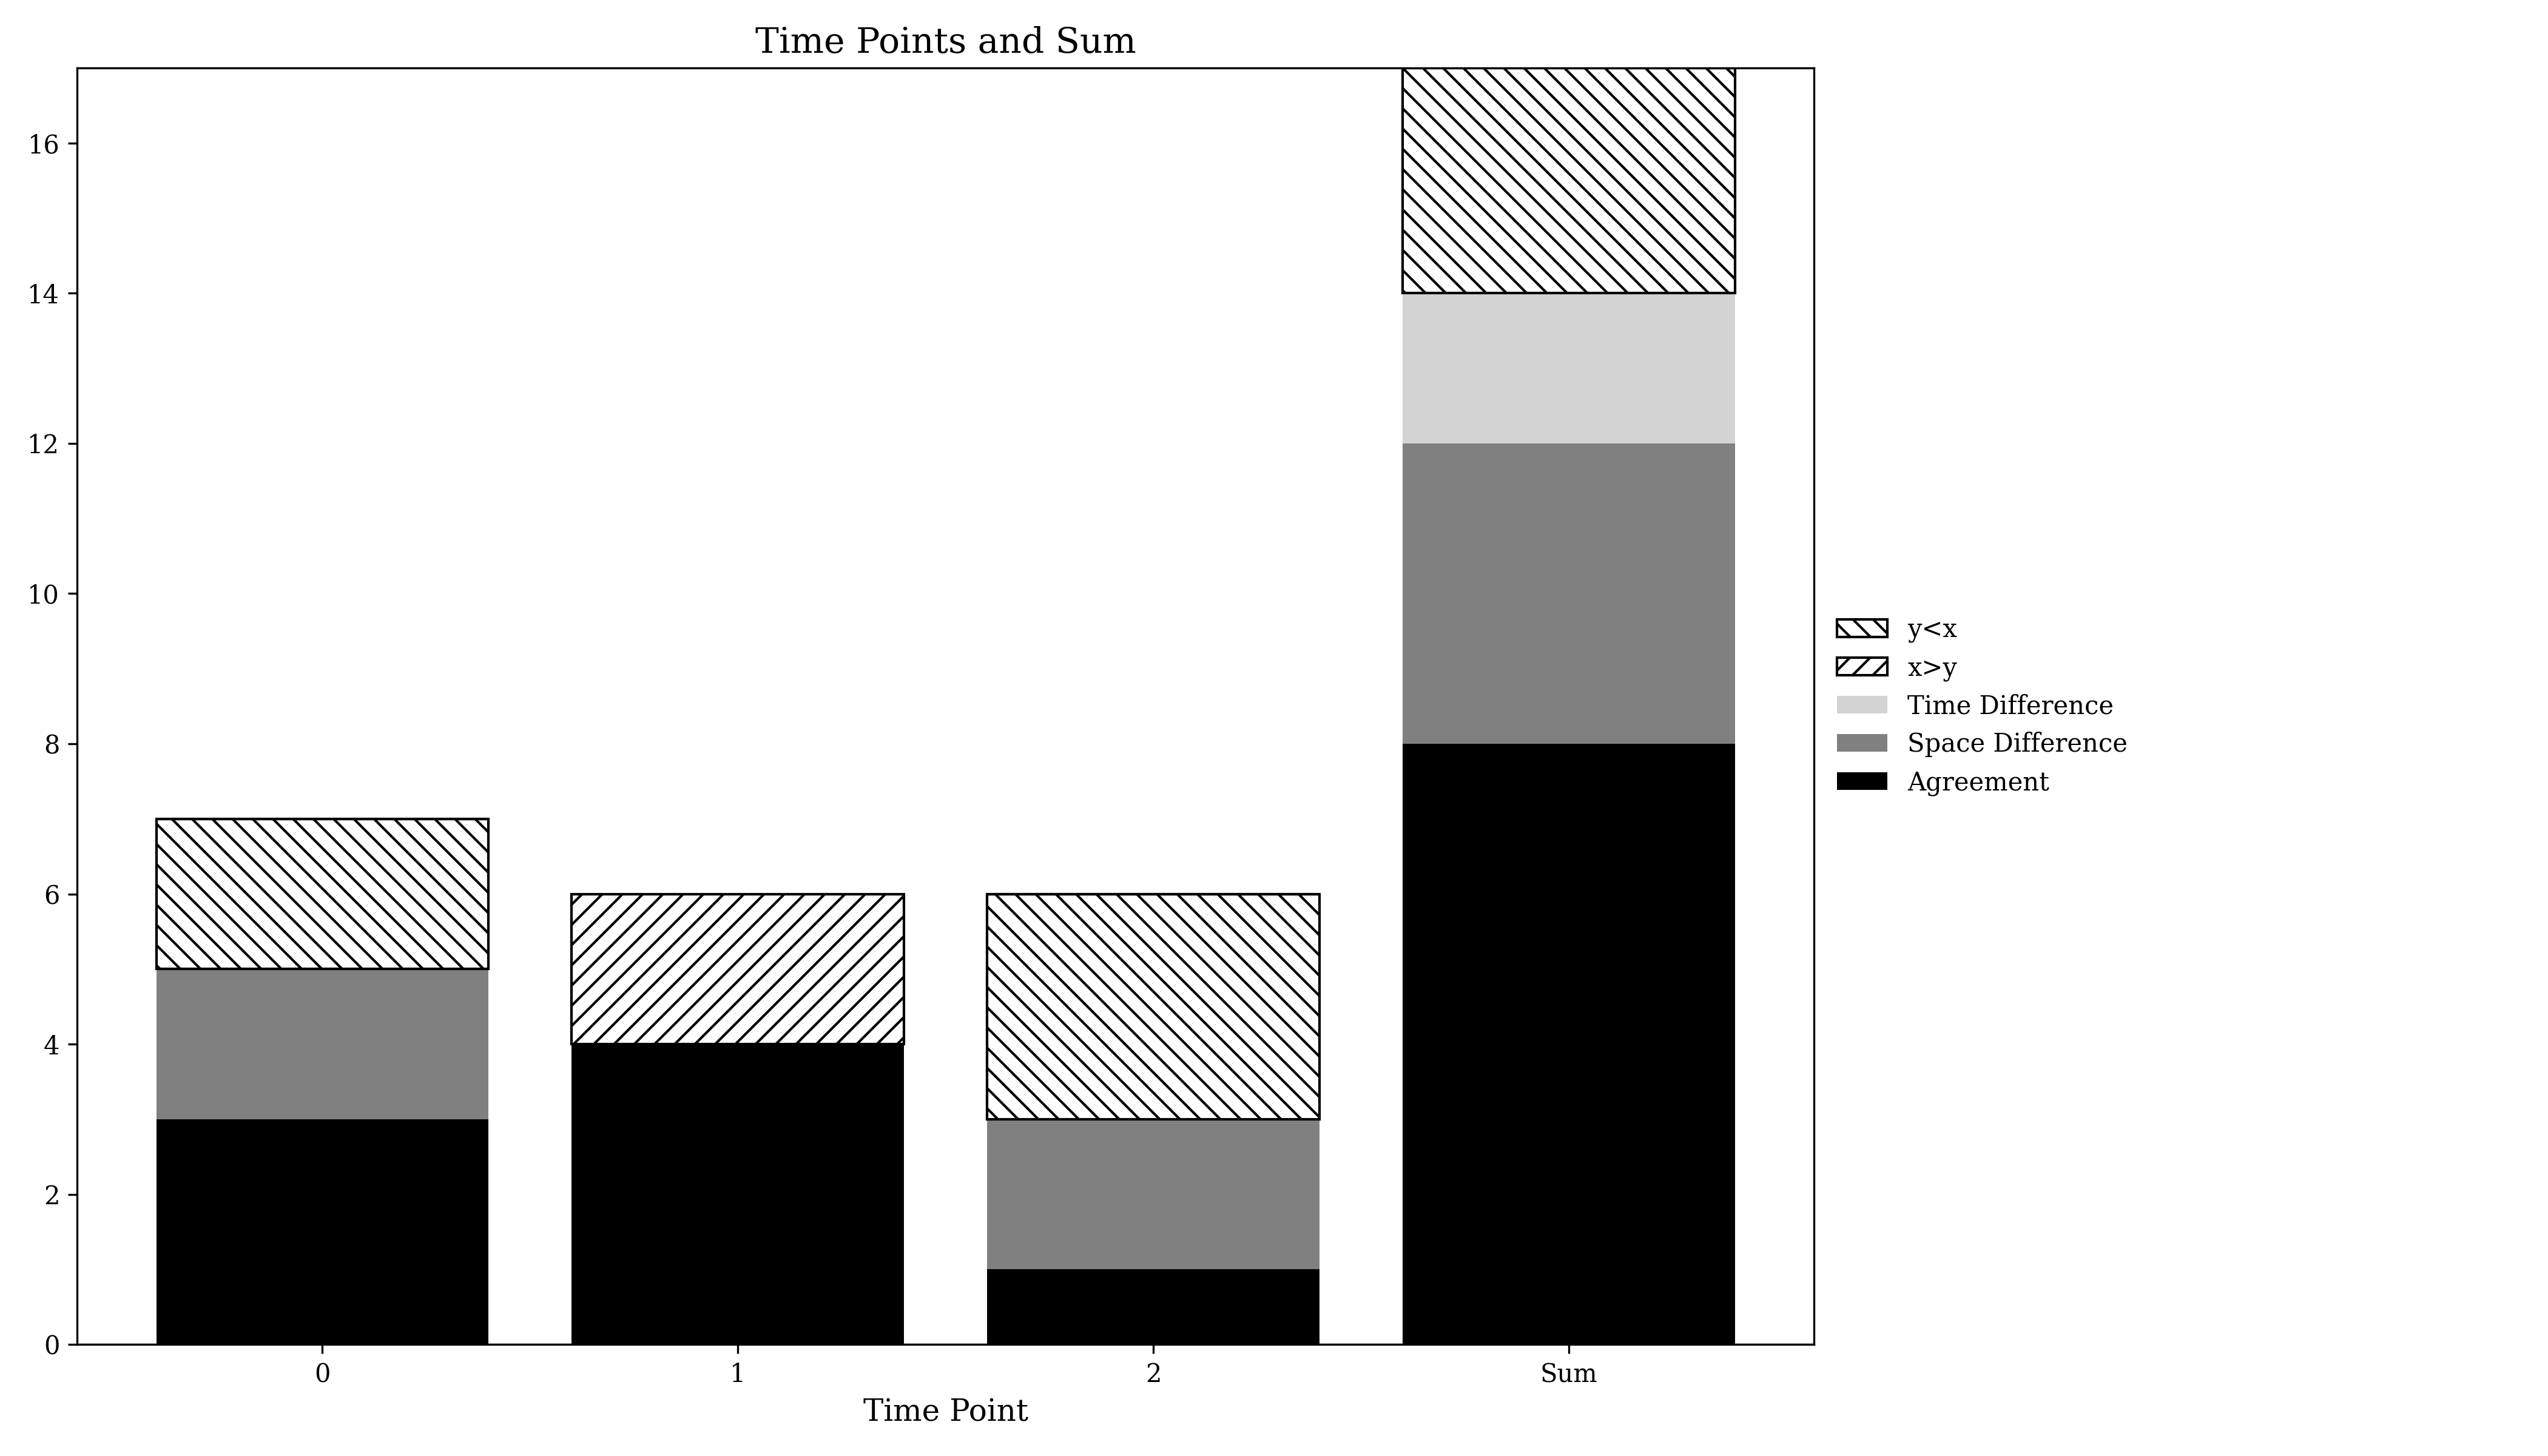 Time Points and Sum
16
14
12
10
8
6
4
2
0
0
1
2
Sum
Time Point
y<x
x>y
Time Difference
Space Difference
Agreement